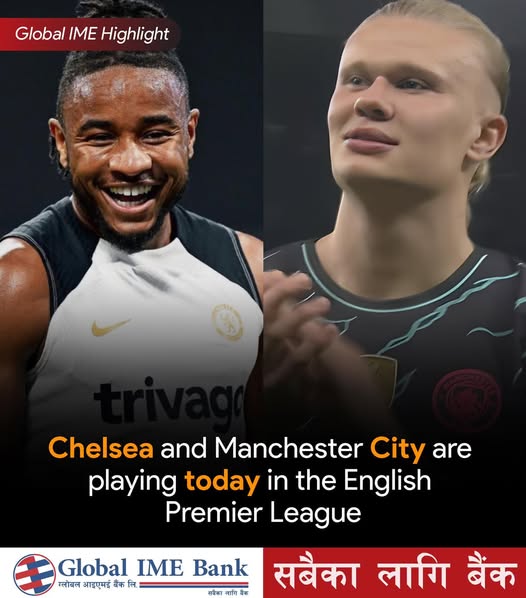 Global IME Highlight
trivago
Chelsea and Manchester City are
playing today in the English
Premier League
Global IME Bank
ग्लोबल आइएमई बैंक लि.
सबैका लागि बैंक
सबैका लागि बैंक